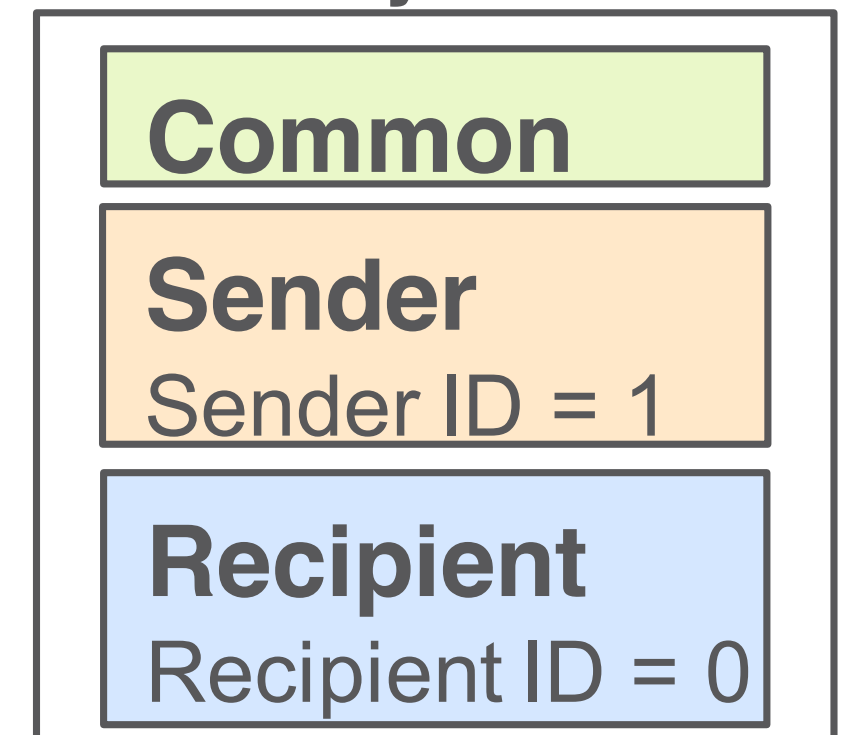 Common
Sender
Sender ID = 1
Recipient
Recipient ID = 0